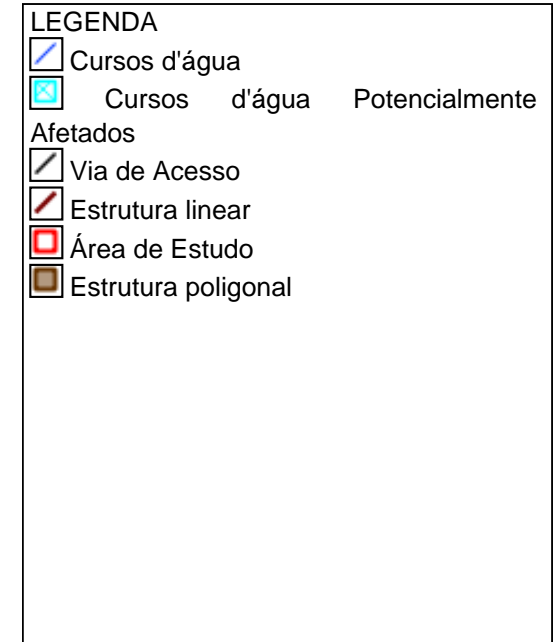 LEGENDA
Cursos d'água
Cursos d'água Potencialmente
Afetados
Via de Acesso
Estrutura linear
Área de Estudo
Estrutura poligonal